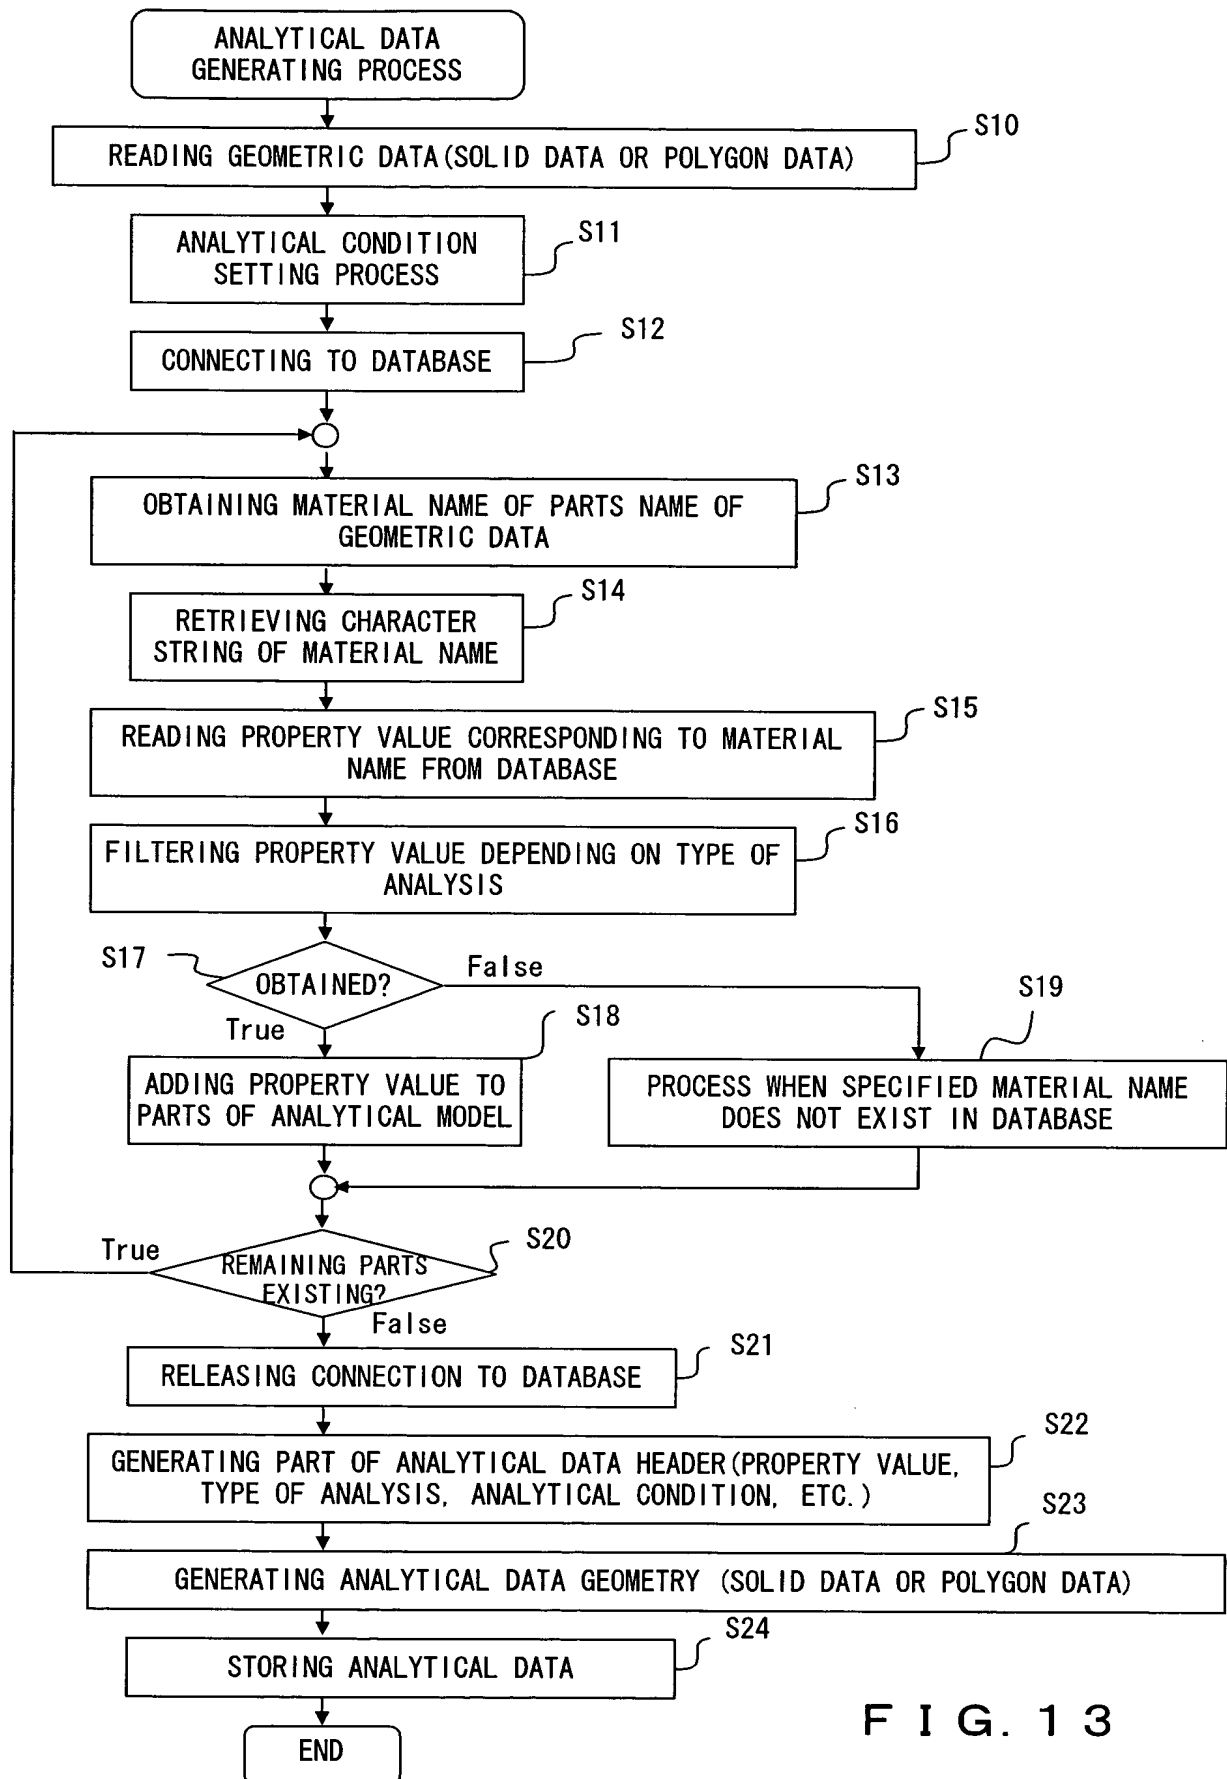 ANALYTICAL DATA
GENERATING PROCESS
S10
READING GEOMETRIC DATA(SOLID DATA OR POLYGON DATA)
S11
ANALYTICAL CONDITION
SETTING PROCESS
S12
CONNECTING TO DATABASE
S13
OBTAINING MATERIAL NAME OF PARTS NAME OF
GEOMETRIC DATA
S14
RETRIEVING CHARACTER
STRING OF MATERIAL NAME
S15
READING PROPERTY VALUE CORRESPONDING TO MATERIAL
NAME FROM DATABASE
S16
FILTERING PROPERTY VALUE DEPENDING ON TYPE OF
ANALYSIS
S17
OBTAINED?
False
True
S18
ADDING PROPERTY VALUE TO
PARTS OF ANALYTICAL MODEL
S19
PROCESS WHEN SPECIFIED MATERIAL NAME
DOES NOT EXIST IN DATABASE
S20
True
REMAINING PARTS
EXISTING?
False
S21
RELEASING CONNECTION TO DATABASE
S22
GENERATING PART OF ANALYTICAL DATA HEADER(PROPERTY VALUE,
TYPE OF ANALYSIS, ANALYTICAL CONDITION, ETC.)
S23
GENERATING ANALYTICAL DATA GEOMETRY (SOLID DATA OR POLYGON DATA)
S24
STORING ANALYTICAL DATA
END
FIG. 13